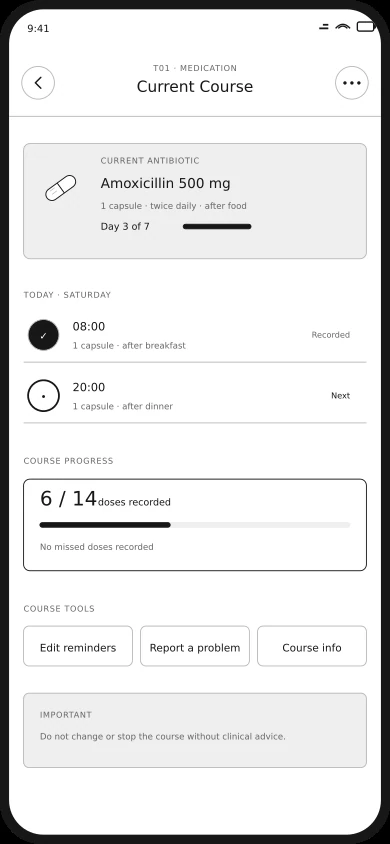 9:41
T01 · MEDICATION
Current Course
CURRENT ANTIBIOTIC
Amoxicillin 500 mg
1 capsule · twice daily · after food
Day 3 of 7
TODAY · SATURDAY
08:00
1 capsule · after breakfast
Recorded
20:00
1 capsule · after dinner
Next
COURSE PROGRESS
6 / 14 doses recorded
No missed doses recorded
COURSE TOOLS
Edit reminders
Report a problem
Course info
IMPORTANT
Do not change or stop the course without clinical advice.